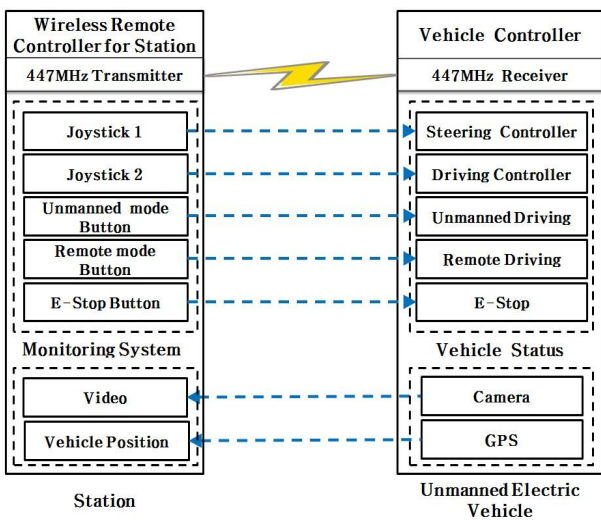 Wireless Remote
Controller for Station
447MHz Transmitter
Joystick 1
Joystick 2
Unmanned mode
Button
Remote mode
Button
E-Stop Button
Monitoring System
Video
Vehicle Position
Station
Vehicle Controller
447MHz Receiver
Steering Controller
Driving Controller
Unmanned Driving
Remote Driving
E-Stop
Vehicle Status
Camera
GPS
Unmanned Electric
Vehicle